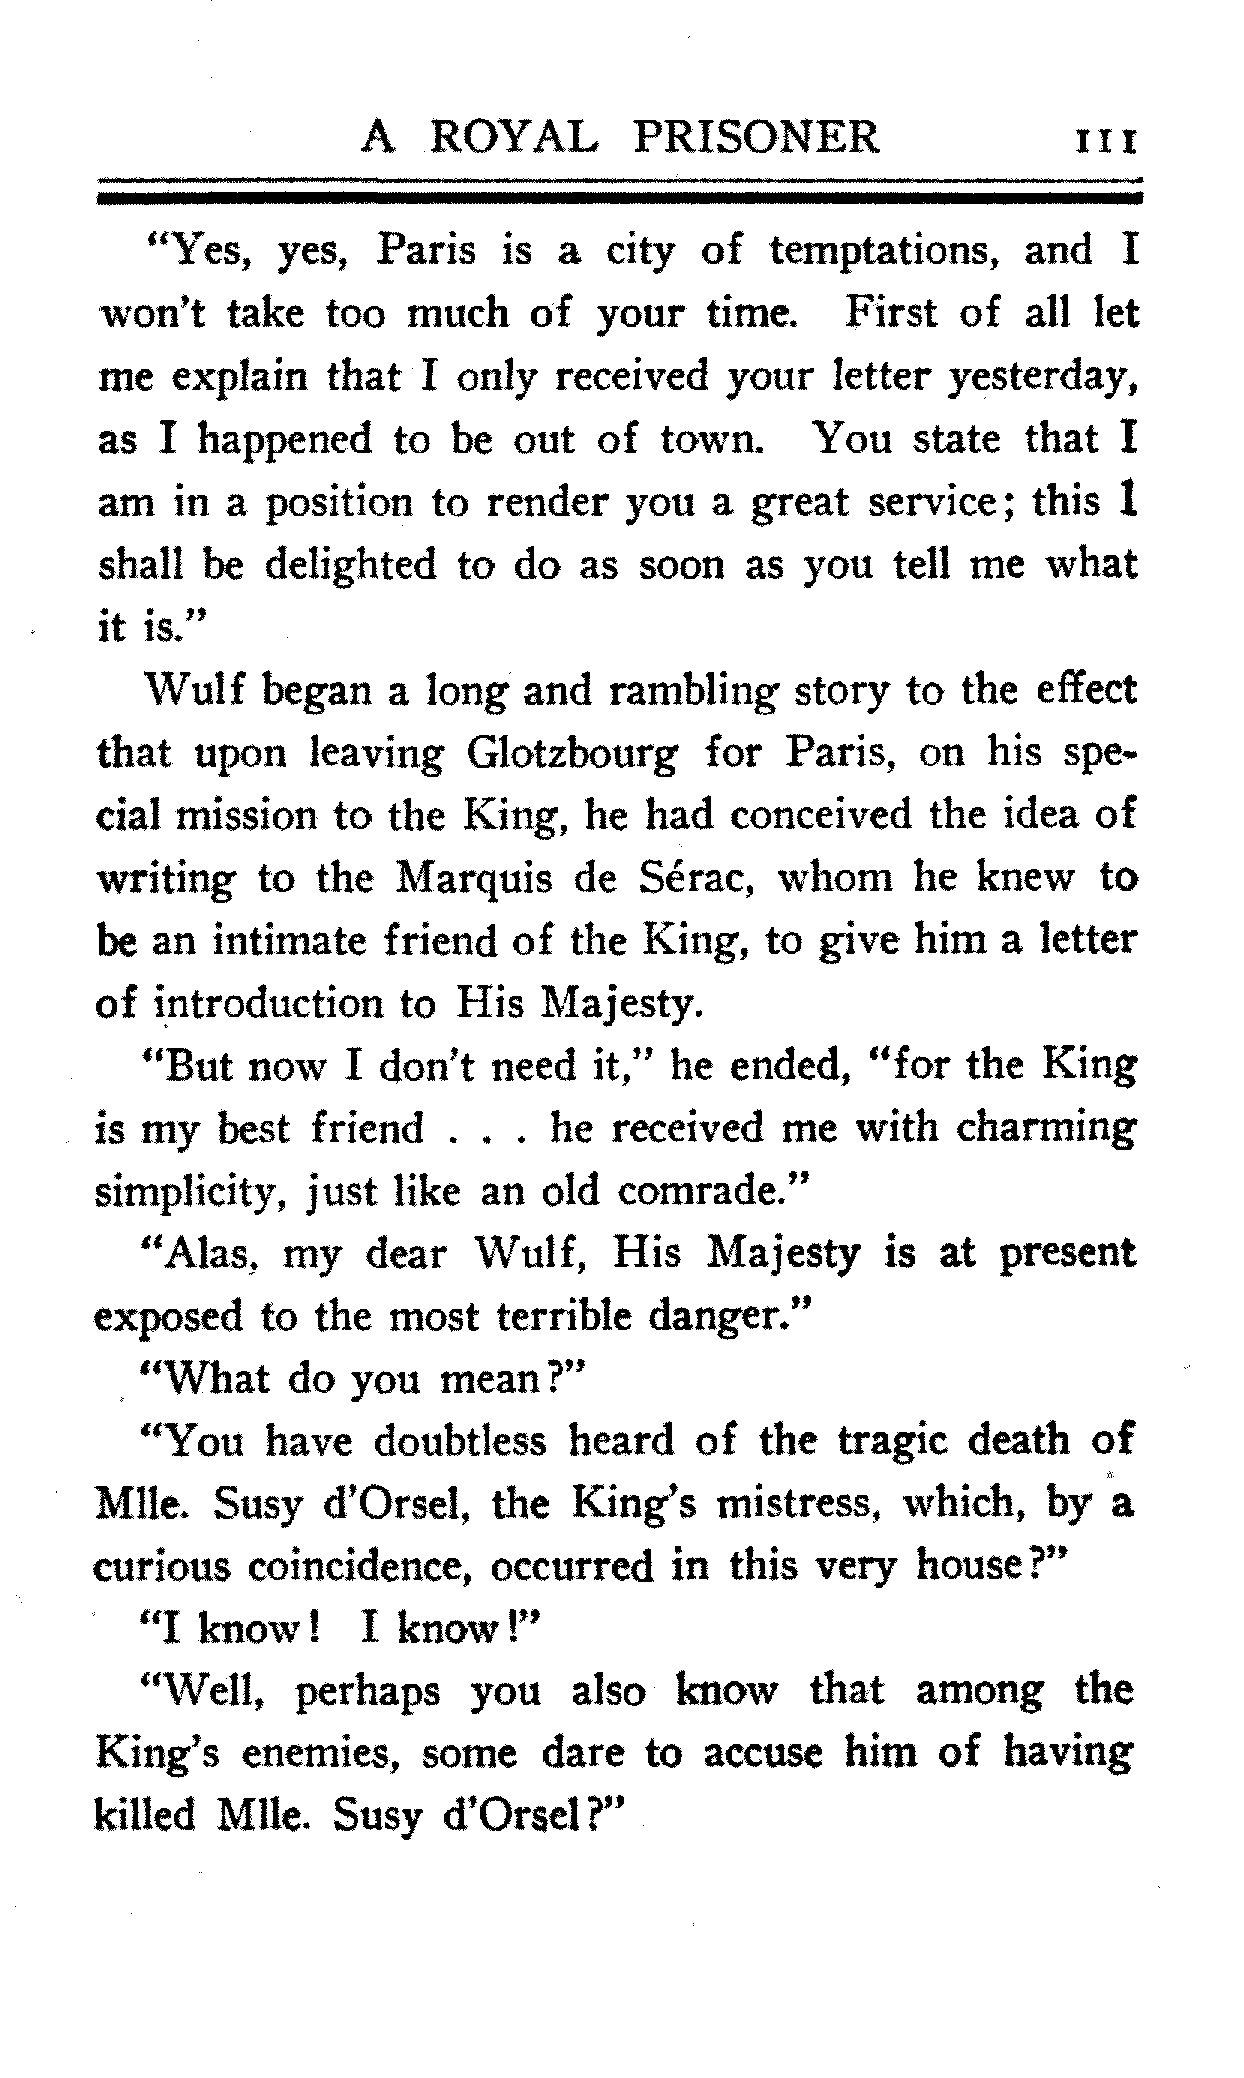 A ROYAL PRISONER 111
“Yes, yes, Paris is a city of temptations, and I
won't take too much of your time. First of all let
me explain that I only received your letter yesterday,
as I happened to be out of town. You state that I
am in a position to render you a great service; this I
shall be delighted to do as soon as you tell me what
it is.”
Wulf began a long and rambling story to the effect
that upon leaving Glotzbourg for Paris, on his spe-
cial mission to the King, he had conceived the idea of
writing to the Marquis de Sérac, whom he knew to
be an intimate friend of the King, to give him a letter
of introduction to His Majesty.
“But now I don't need it,” he ended, “for the King
is my best friend . . . he received me with charming
simplicity, just like an old comrade.”
“Alas, my dear Wulf, His Majesty is at present
exposed to the most terrible danger.”
“What do you mean?”
“You have doubtless heard of the tragic death of
Mlle. Susy d'Orsel, the King's mistress, which, by a
curious coincidence, occurred in this very house?”
“I know! I know!”
“Well, perhaps you also know that among the
King's enemies, some dare to accuse him of having
killed Mlle. Susy d'Orsel?”